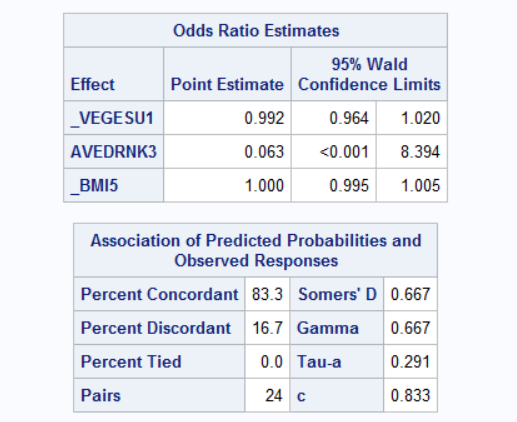 Odds Ratio Estimates
95% Wald
Effect Point Estimate Confidence Limits
_VEGESU1 0.992 0.964 1.020
AVEDRNK3 0.063 <0.001 8.394
_BMI5 1.000 0.995 1.005
Association of Predicted Probabilities and
Observed Responses
Percent Concordant 83.3 Somers' D 0.667
Percent Discordant 16.7 Gamma 0.667
Percent Tied 0.0 Tau-a 0.291
Pairs 24 c 0.833